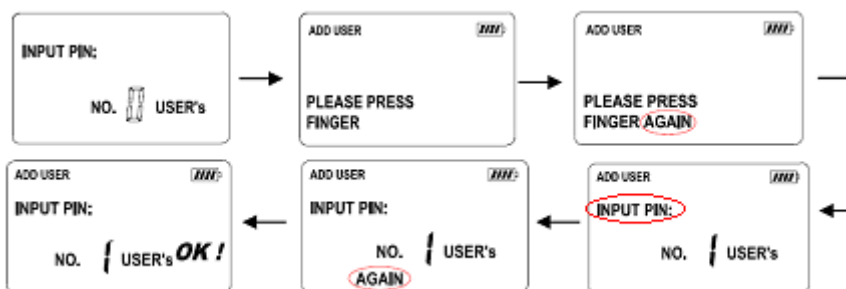 INPUT PIN:
NO. 0 USER's
ADD USER
PLEASE PRESS
FINGER
ADD USER
PLEASE PRESS
FINGER AGAIN
ADD USER
INPUT PIN:
NO. 1 USER's OK !
ADD USER
INPUT PIN:
NO. 1 USER's
AGAIN
ADD USER
INPUT PIN:
NO. 1 USER's